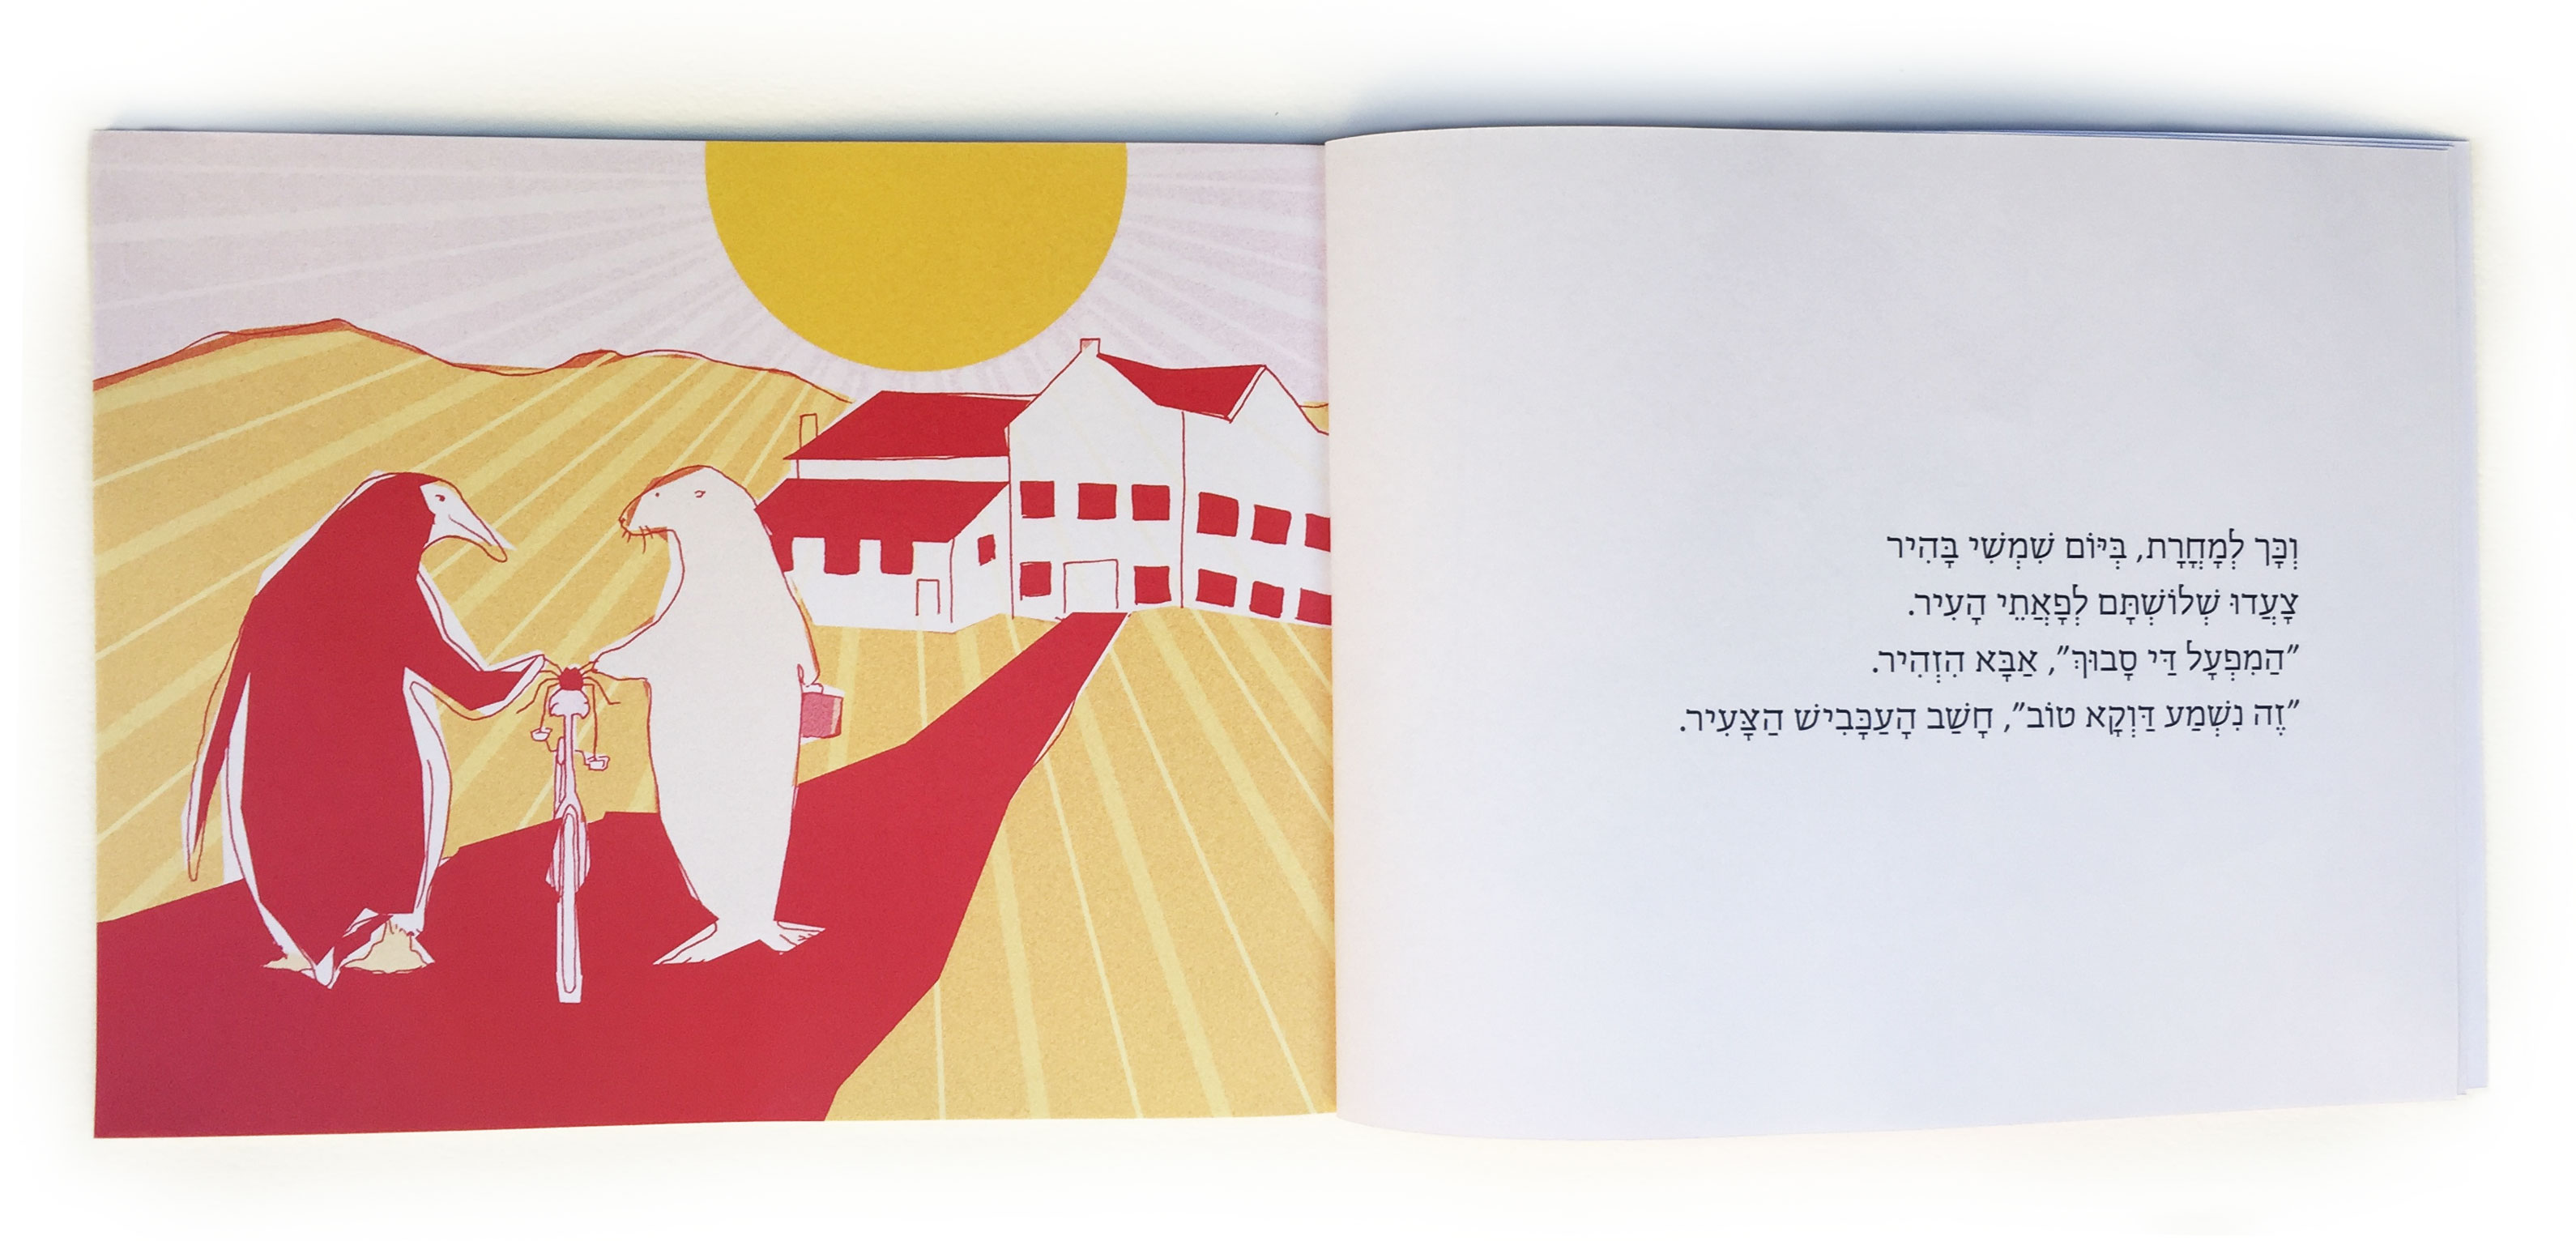 וְכָּךְ לְמָחֳרָת, בְּיוֹם שִׁמְשִׁי בָּהִיר
צָעֲדוּ שְׁלוֹשְׁתָּם לְפָאֲתֵי הָעִיר.
"הַמִפְעָל דֵּי סָבוּךְ", אַבָּא הִזְהִיר.
"זֶה נִשְׁמַע דַּוְקָא טוֹב", חָשַׁב הָעַכָּבִישׁ הַצָּעִיר.